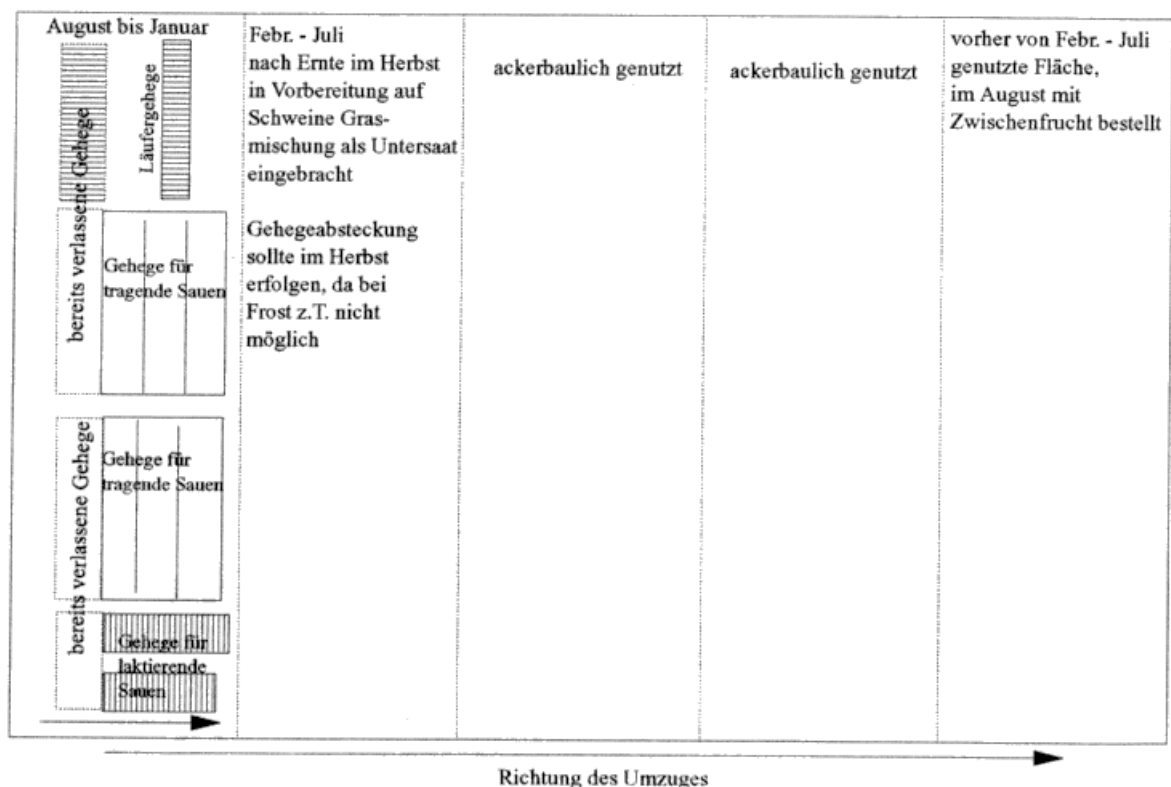 August bis Januar
bereits verlassene Gehege
Läufergehege
Gehege für
tragende Sauen
bereits verlassene Gehege
Gehege für
tragende Sauen
Gehege für
laktierende
Sauen
Febr. - Juli
nach Ernte im Herbst
in Vorbereitung auf
Schweine Gras-
mischung als Untersaat
eingebracht
Gehegeabsteckung
sollte im Herbst
erfolgen, da bei
Frost z.T. nicht
möglich
ackerbaulich genutzt
ackerbaulich genutzt
vorher von Febr. - Juli
genutzte Fläche,
im August mit
Zwischenfrucht bestellt
Richtung des Umzuges